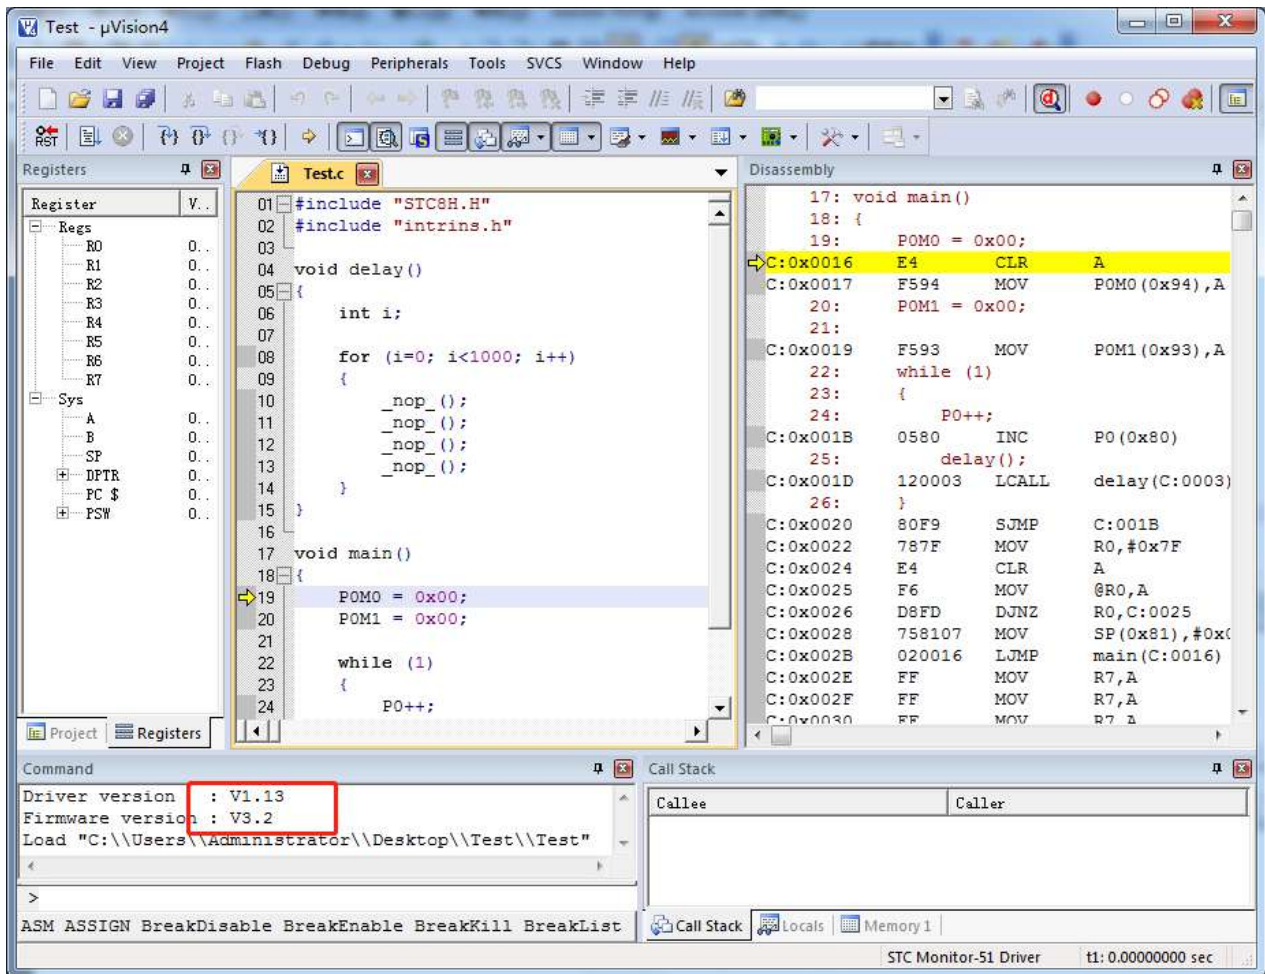 Test - µVision4
File Edit View Project Flash Debug Peripherals Tools SVCS Window Help
RST
Registers
Register V..
Regs
R0 0..
R1 0..
R2 0..
R3 0..
R4 0..
R5 0..
R6 0..
R7 0..
Sys
A 0..
B 0..
SP 0..
DPTR 0..
PC $ 0..
PSW 0..
Project Registers
Test.c
01 #include "STC8H.H"
02 #include "intrins.h"
03
04 void delay()
05 {
06 int i;
07
08 for (i=0; i<1000; i++)
09 {
10 _nop_();
11 _nop_();
12 _nop_();
13 _nop_();
14 }
15 }
16
17 void main()
18 {
19 P0M0 = 0x00;
20 P0M1 = 0x00;
21
22 while (1)
23 {
24 P0++;
Disassembly
17: void main()
18: {
19: P0M0 = 0x00;
C:0x0016 E4 CLR A
C:0x0017 F594 MOV P0M0(0x94),A
20: P0M1 = 0x00;
21:
C:0x0019 F593 MOV P0M1(0x93),A
22: while (1)
23: {
24: P0++;
C:0x001B 0580 INC P0(0x80)
25: delay();
C:0x001D 120003 LCALL delay(C:0003)
26: }
C:0x0020 80F9 SJMP C:001B
C:0x0022 787F MOV R0,#0x7F
C:0x0024 E4 CLR A
C:0x0025 F6 MOV @R0,A
C:0x0026 D8FD DJNZ R0,C:0025
C:0x0028 758107 MOV SP(0x81),#0x0
C:0x002B 020016 LJMP main(C:0016)
C:0x002E FF MOV R7,A
C:0x002F FF MOV R7,A
C:0x0030 FF MOV R7,A
Command
Driver version : V1.13
Firmware version : V3.2
Load "C:\\Users\\Administrator\\Desktop\\Test\\Test"
>
ASM ASSIGN BreakDisable BreakEnable BreakKill BreakList
Call Stack
Callee Caller
Call Stack Locals Memory 1
STC Monitor-51 Driver t1: 0.00000000 sec